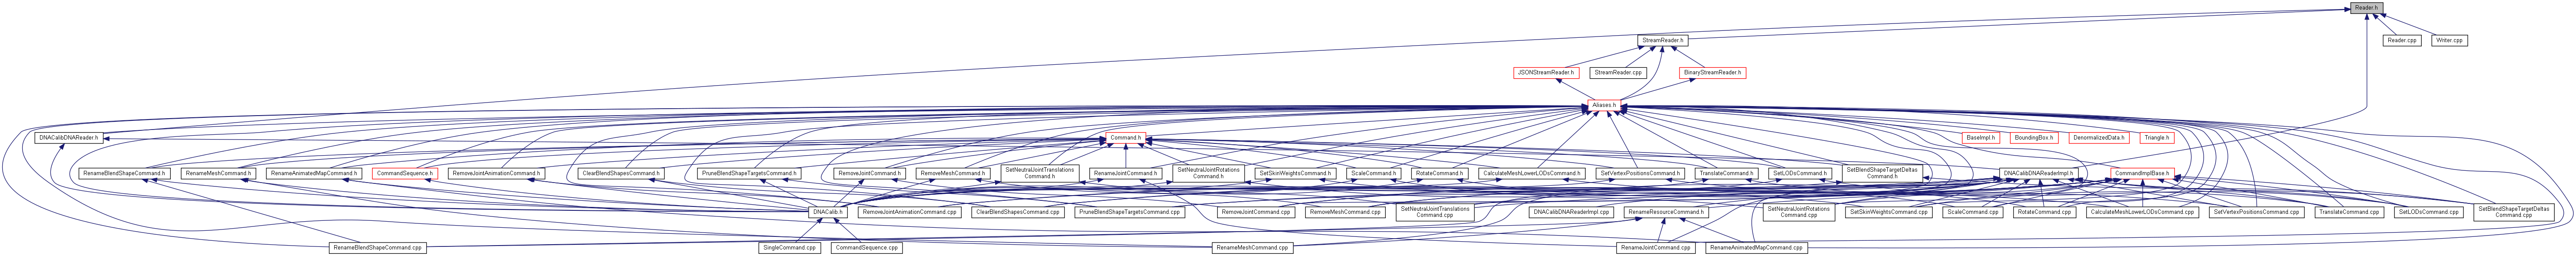 Reader.h
StreamReader.h
Reader.cpp
Writer.cpp
JSONStreamReader.h
StreamReader.cpp
BinaryStreamReader.h
Aliases.h
DNACalibDNAReader.h
Command.h
BaseImpl.h
BoundingBox.h
DenormalizedData.h
Triangle.h
RenameBlendShapeCommand.h
RenameMeshCommand.h
RenameAnimatedMapCommand.h
CommandSequence.h
RemoveJointAnimationCommand.h
ClearBlendShapesCommand.h
PruneBlendShapeTargetsCommand.h
RemoveJointCommand.h
RemoveMeshCommand.h
SetNeutralJointTranslations
Command.h
RenameJointCommand.h
SetNeutralJointRotations
Command.h
SetSkinWeightsCommand.h
ScaleCommand.h
RotateCommand.h
CalculateMeshLowerLODsCommand.h
SetVertexPositionsCommand.h
TranslateCommand.h
SetLODsCommand.h
SetBlendShapeTargetDeltas
Command.h
DNACalibDNAReaderImpl.h
CommandImplBase.h
DNACalib.h
RemoveJointAnimationCommand.cpp
ClearBlendShapesCommand.cpp
PruneBlendShapeTargetsCommand.cpp
RemoveJointCommand.cpp
RemoveMeshCommand.cpp
SetNeutralJointTranslations
Command.cpp
DNACalibDNAReaderImpl.cpp
RenameResourceCommand.h
SetNeutralJointRotations
Command.cpp
SetSkinWeightsCommand.cpp
ScaleCommand.cpp
RotateCommand.cpp
CalculateMeshLowerLODsCommand.cpp
SetVertexPositionsCommand.cpp
TranslateCommand.cpp
SetLODsCommand.cpp
SetBlendShapeTargetDeltas
Command.cpp
RenameBlendShapeCommand.cpp
SingleCommand.cpp
CommandSequence.cpp
RenameMeshCommand.cpp
RenameJointCommand.cpp
RenameAnimatedMapCommand.cpp